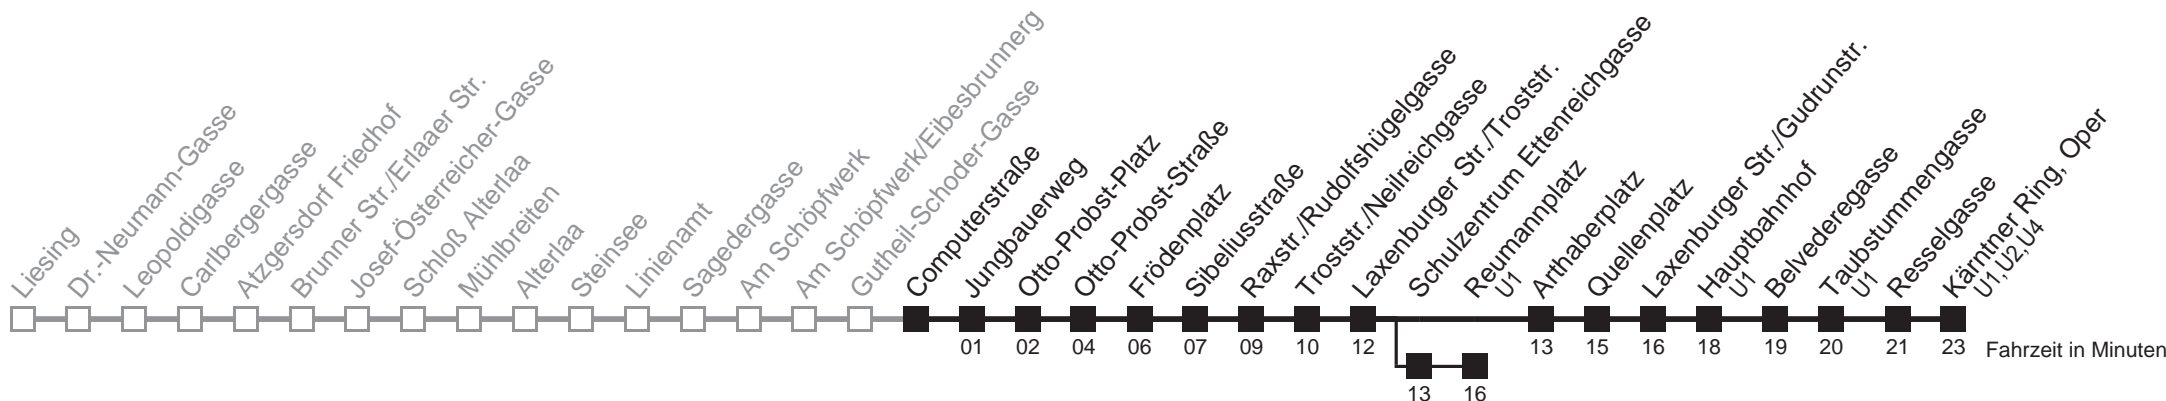 Liesing
Dr.-Neumann-Gasse
Leopoldigasse
Carlbergergasse
Atzgersdorf Friedhof
Brunner Str./Erlaaer Str.
Josef-Österreicher-Gasse
Schloß Alterlaa
Mühlbreiten
Alterlaa
Steinsee
Linienamt
Sagedergasse
Am Schöpfwerk
Am Schöpfwerk/Eibesbrunnerg
Gutheil-Schoder-Gasse
Computerstraße
Jungbauerweg
Otto-Probst-Platz
Otto-Probst-Straße
Frödenplatz
Sibeliusstraße
Raxstr./Rudolfshügelgasse
Troststr./Neilreichgasse
Laxenburger Str./Troststr.
Schulzentrum Ettenreichgasse
Reumannplatz
U1
Arthaberplatz
Quellenplatz
Laxenburger Str./Gudrunstr.
Hauptbahnhof
U1
Belvederegasse
Taubstummengasse
U1
Resselgasse
Kärntner Ring, Oper
U1,U2,U4
01 02 04 06 07 09 10 12 13 15 16 18 19 20 21 23 Fahrzeit in Minuten
13 16